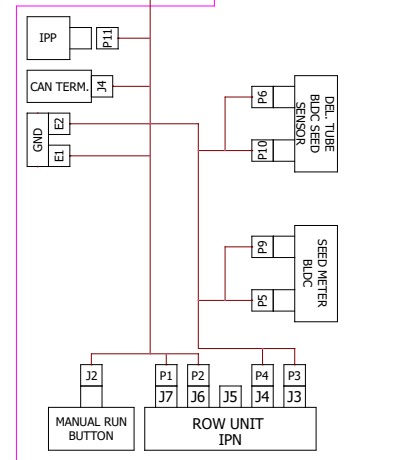 IPP
P11
CAN TERM.
J4
GND
E2
E1
P6
P10
DEL. TUBE
BLDC SEED
SENSOR
P9
P5
SEED METER
BLDC
J2
P1
P2
P4
P3
J7
J6
J5
J4
J3
MANUAL RUN
BUTTON
ROW UNIT
IPN